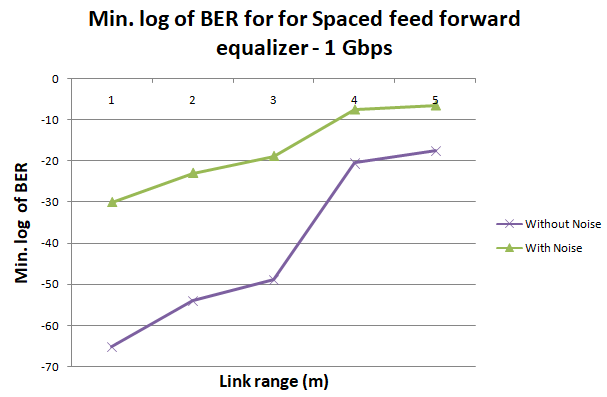 Min. log of BER for for Spaced feed forward
equalizer - 1 Gbps
0
1 2 3 4 5
-10
-20
-30
-40
-50
-60
-70
Min. log of BER
Link range (m)
Without Noise
With Noise